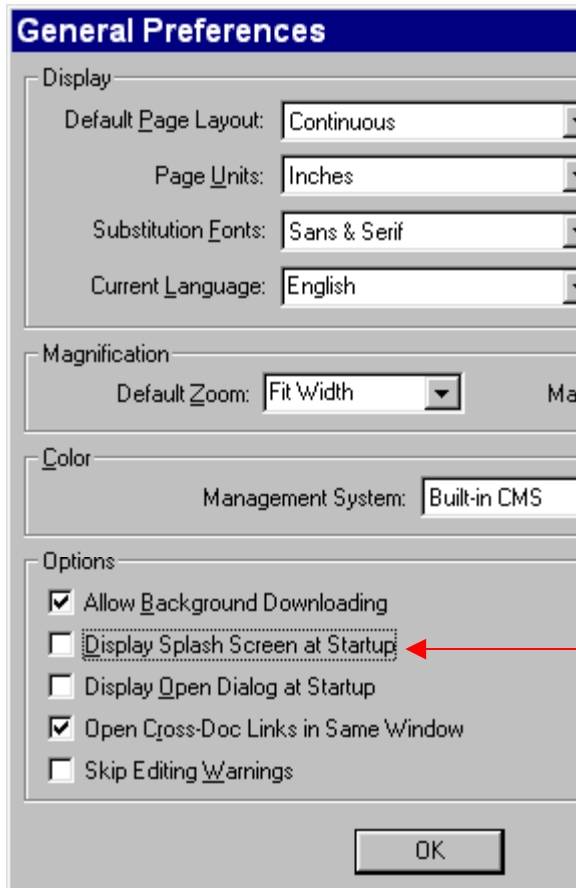 General Preferences
Display
Default Page Layout: Continuous
Page Units: Inches
Substitution Fonts: Sans & Serif
Current Language: English
Magnification
Default Zoom: Fit Width Ma
Color
Management System: Built-in CMS
Options
Allow Background Downloading
Display Splash Screen at Startup
Display Open Dialog at Startup
Open Cross-Doc Links in Same Window
Skip Editing Warnings
OK